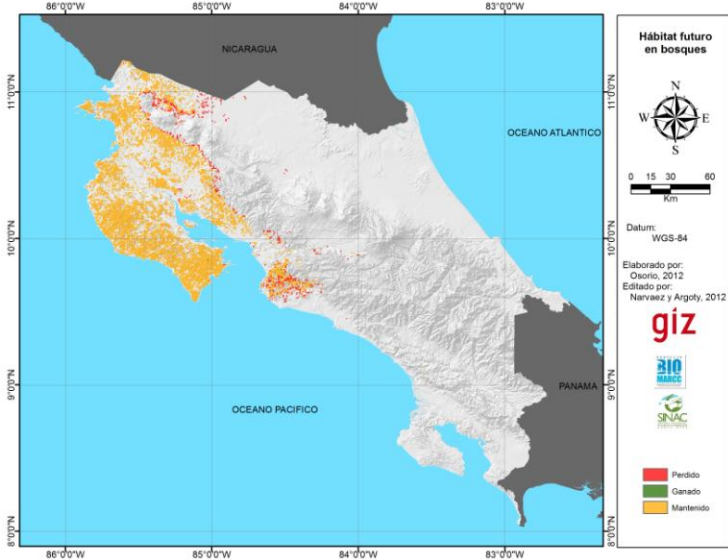 86°0'0"W 85°0'0"W 84°0'0"W 83°0'0"W
NICARAGUA
11°0'0"N 11°0'0"N
OCEANO ATLANTICO
10°0'0"N 10°0'0"N
9°0'0"N 9°0'0"N
PANAMA
OCEANO PACIFICO
8°0'0"N 8°0'0"N
86°0'0"W 85°0'0"W 84°0'0"W 83°0'0"W
Hábitat futuro
en bosques
N
W E
S
0 15 30 60
Km
Datum:
WGS-84
Elaborado por:
Osorio, 2012
Editado por:
Narvaez y Argoty, 2012
giz
BIO
MARCC
SINAC
Perdido
Ganado
Mantenido